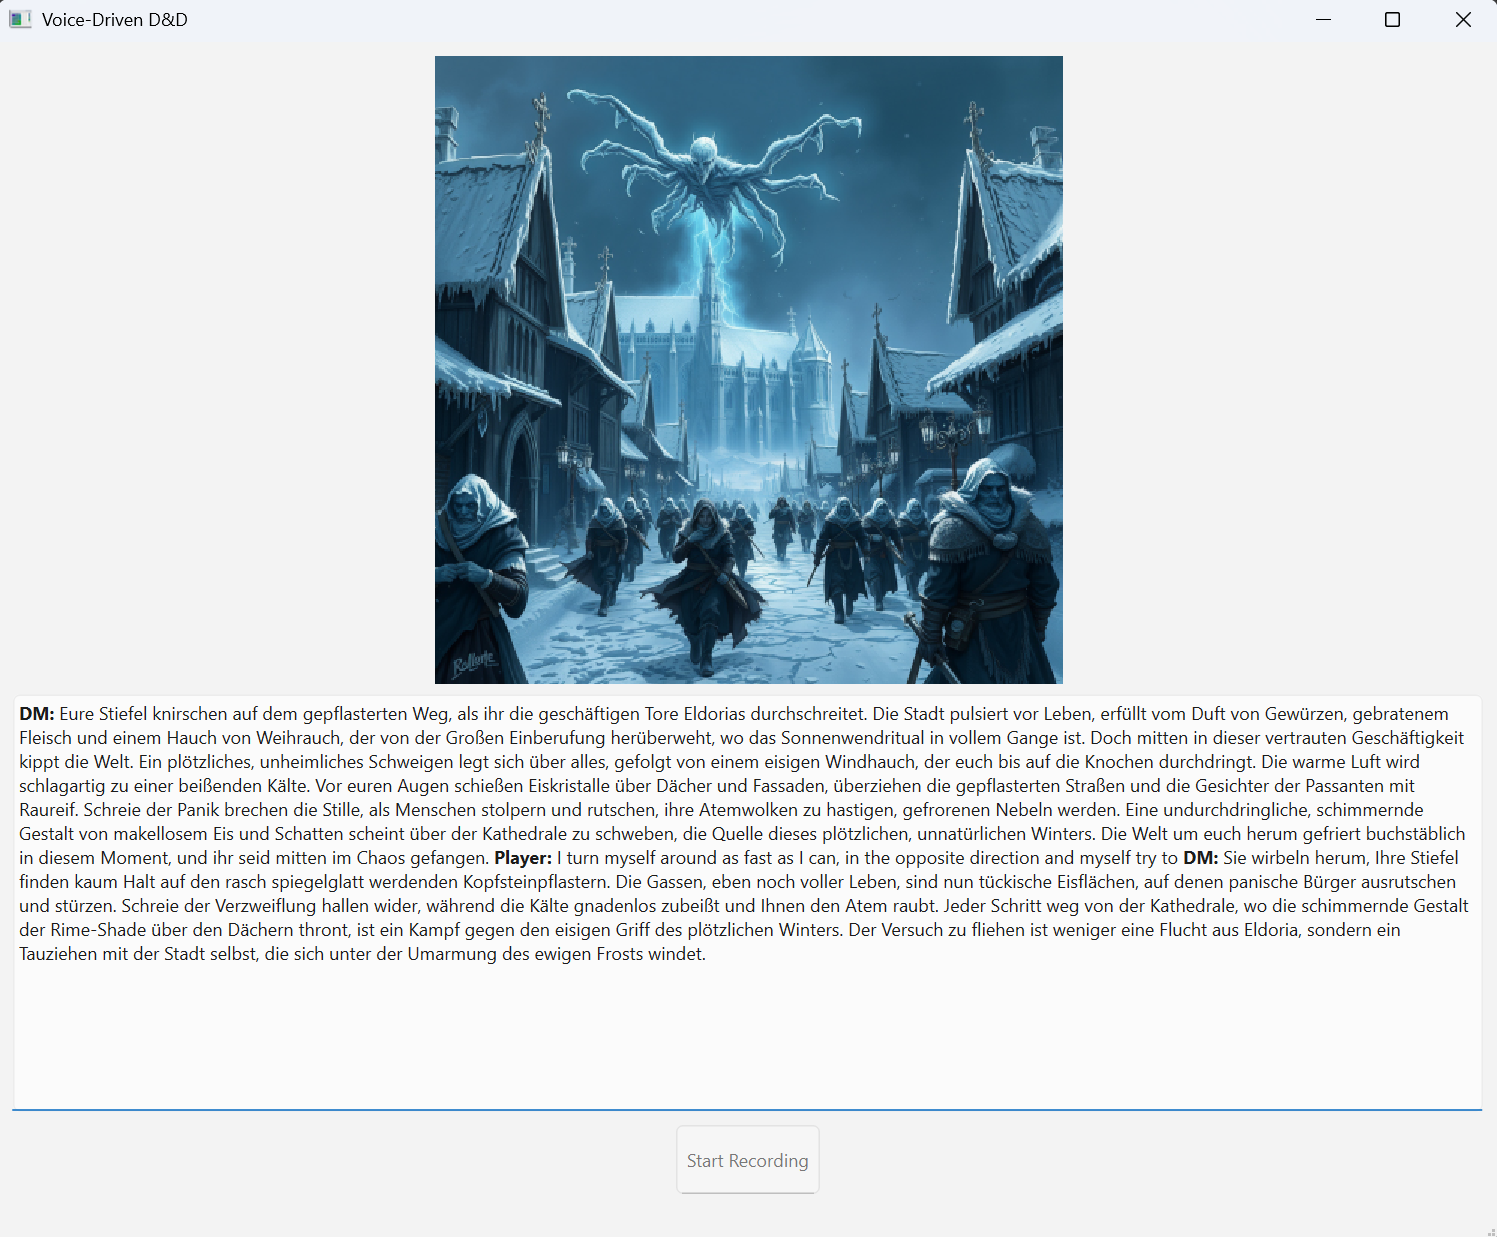 Voice-Driven D&D
DM: Eure Stiefel knirschen auf dem gepflasterten Weg, als ihr die geschäftigen Tore Eldorias durchschreitet. Die Stadt pulsiert vor Leben, erfüllt vom Duft von Gewürzen, gebratenem
Fleisch und einem Hauch von Weihrauch, der von der Großen Einberufung herüberweht, wo das Sonnenwendritual in vollem Gange ist. Doch mitten in dieser vertrauten Geschäftigkeit
kippt die Welt. Ein plötzliches, unheimliches Schweigen legt sich über alles, gefolgt von einem eisigen Windhauch, der euch bis auf die Knochen durchdringt. Die warme Luft wird
schlagartig zu einer beißenden Kälte. Vor euren Augen schießen Eiskristalle über Dächer und Fassaden, überziehen die gepflasterten Straßen und die Gesichter der Passanten mit
Raureif. Schreie der Panik brechen die Stille, als Menschen stolpern und rutschen, ihre Atemwolken zu hastigen, gefrorenen Nebeln werden. Eine undurchdringliche, schimmernde
Gestalt von makellosem Eis und Schatten scheint über der Kathedrale zu schweben, die Quelle dieses plötzlichen, unnatürlichen Winters. Die Welt um euch herum gefriert buchstäblich
in diesem Moment, und ihr seid mitten im Chaos gefangen. Player: I turn myself around as fast as I can, in the opposite direction and myself try to DM: Sie wirbeln herum, Ihre Stiefel
finden kaum Halt auf den rasch spiegelglatt werdenden Kopfsteinpflastern. Die Gassen, eben noch voller Leben, sind nun tückische Eisflächen, auf denen panische Bürger ausrutschen
und stürzen. Schreie der Verzweiflung hallen wider, während die Kälte gnadenlos zubeißt und Ihnen den Atem raubt. Jeder Schritt weg von der Kathedrale, wo die schimmernde Gestalt
der Rime-Shade über den Dächern thront, ist ein Kampf gegen den eisigen Griff des plötzlichen Winters. Der Versuch zu fliehen ist weniger eine Flucht aus Eldoria, sondern ein
Tauziehen mit der Stadt selbst, die sich unter der Umarmung des ewigen Frosts windet.
Start Recording